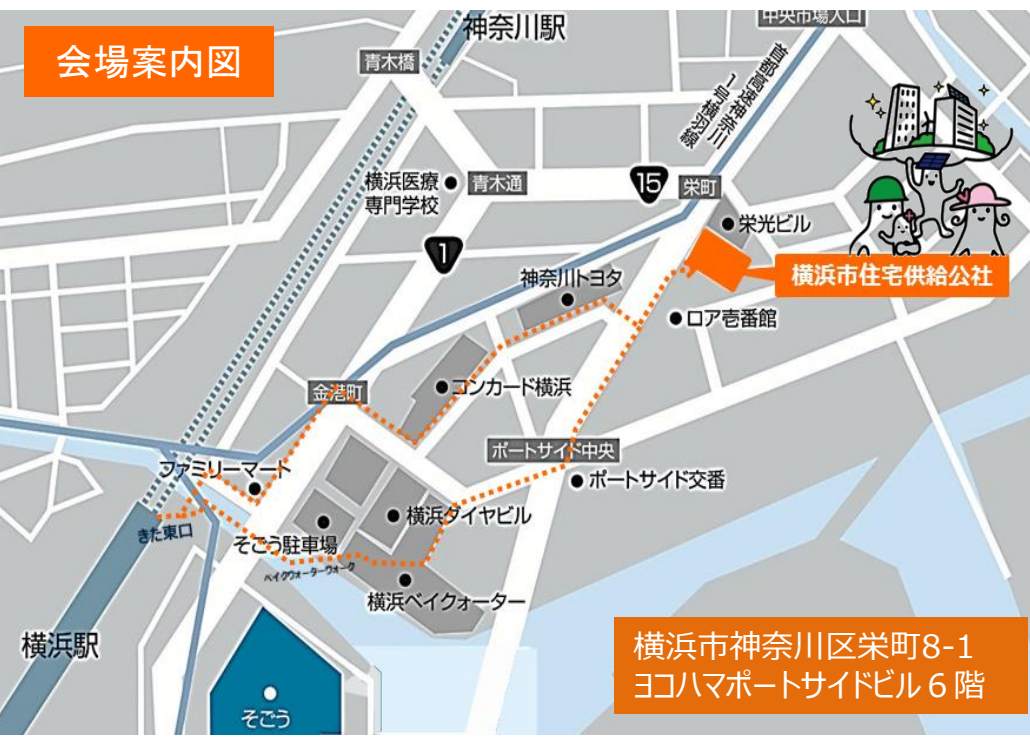 会場案内図
神奈川駅
中央市場入口
青木橋
首都高速神奈川
1号横羽線
横浜医療
専門学校
青木通
15
栄町
栄光ビル
1
神奈川トヨタ
横浜市住宅供給公社
ロア壱番館
金港町
コンカード横浜
ポートサイド中央
ファミリーマート
ポートサイド交番
きた東口
そごう駐車場
横浜ダイヤビル
ベイクウォーターウォーク
横浜ベイクォーター
横浜駅
そごう
横浜市神奈川区栄町8-1
ヨコハマポートサイドビル6階